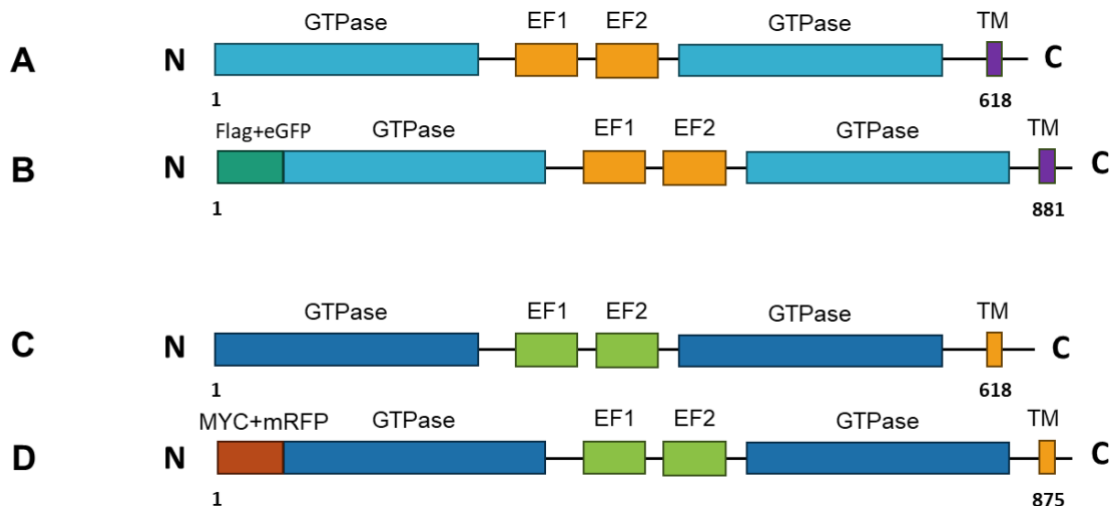 GTPase EF1 EF2 GTPase TM
A N C
1 618
Flag+eGFP GTPase EF1 EF2 GTPase TM
B N C
1 881
GTPase EF1 EF2 GTPase TM
C N C
1 618
MYC+mRFP GTPase EF1 EF2 GTPase TM
D N C
1 875